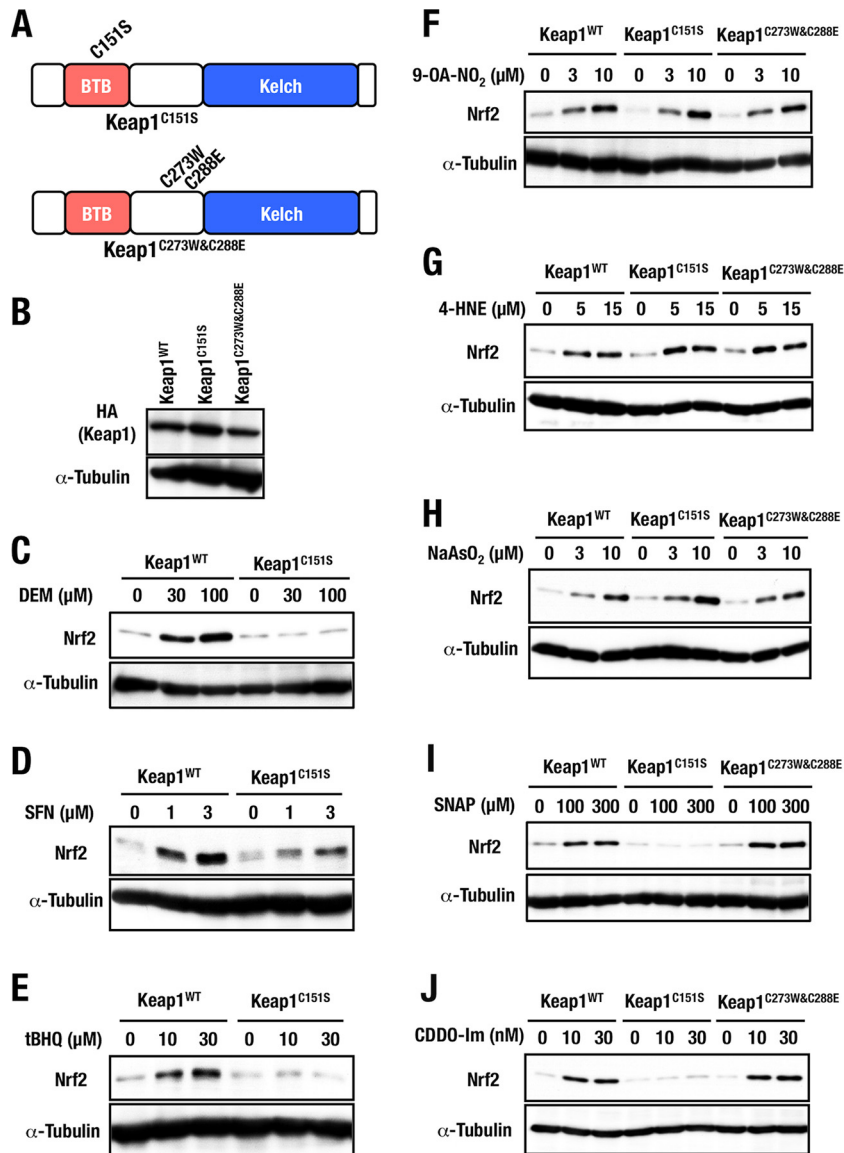 A
C151S
BTB
Kelch
Keap1C151S
C273W
C288E
BTB
Kelch
Keap1C273W&C288E
B
Keap1WT
Keap1C151S
Keap1C273W&C288E
HA
(Keap1)
α-Tubulin
C
Keap1WT Keap1C151S
DEM (µM) 0 30 100 0 30 100
Nrf2
α-Tubulin
D
Keap1WT Keap1C151S
SFN (µM) 0 1 3 0 1 3
Nrf2
α-Tubulin
E
Keap1WT Keap1C151S
tBHQ (µM) 0 10 30 0 10 30
Nrf2
α-Tubulin
F
Keap1WT Keap1C151S Keap1C273W&C288E
9-OA-NO2 (µM) 0 3 10 0 3 10 0 3 10
Nrf2
α-Tubulin
G
Keap1WT Keap1C151S Keap1C273W&C288E
4-HNE (µM) 0 5 15 0 5 15 0 5 15
Nrf2
α-Tubulin
H
Keap1WT Keap1C151S Keap1C273W&C288E
NaAsO2 (µM) 0 3 10 0 3 10 0 3 10
Nrf2
α-Tubulin
I
Keap1WT Keap1C151S Keap1C273W&C288E
SNAP (µM) 0 100 300 0 100 300 0 100 300
Nrf2
α-Tubulin
J
Keap1WT Keap1C151S Keap1C273W&C288E
CDDO-Im (nM) 0 10 30 0 10 30 0 10 30
Nrf2
α-Tubulin